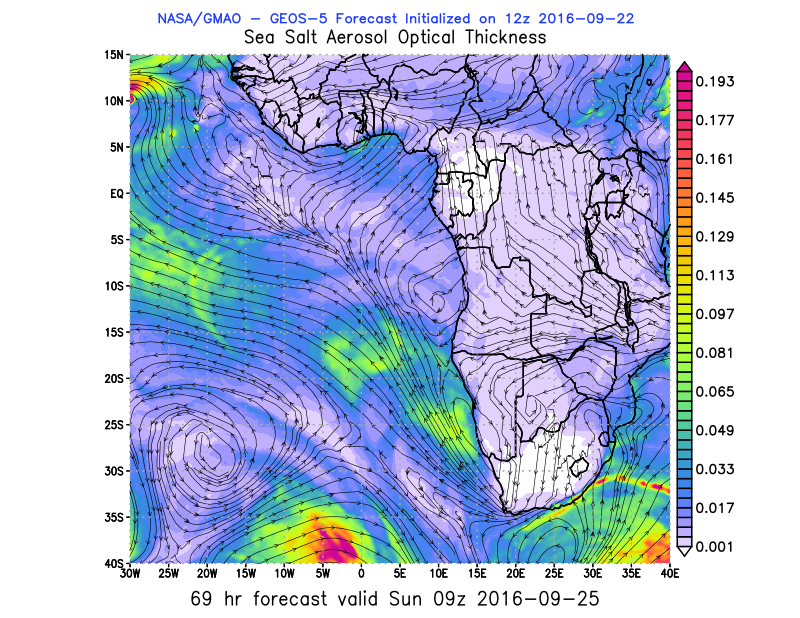 NASA/GMAO - GEOS-5 Forecast Initialized on 12z 2016-09-22
Sea Salt Aerosol Optical Thickness
15N
10N
5N
EQ
5S
10S
15S
20S
25S
30S
35S
40S
30W 25W 20W 15W 10W 5W 0 5E 10E 15E 20E 25E 30E 35E 40E
0.193
0.177
0.161
0.145
0.129
0.113
0.097
0.081
0.065
0.049
0.033
0.017
0.001
69 hr forecast valid Sun 09z 2016-09-25